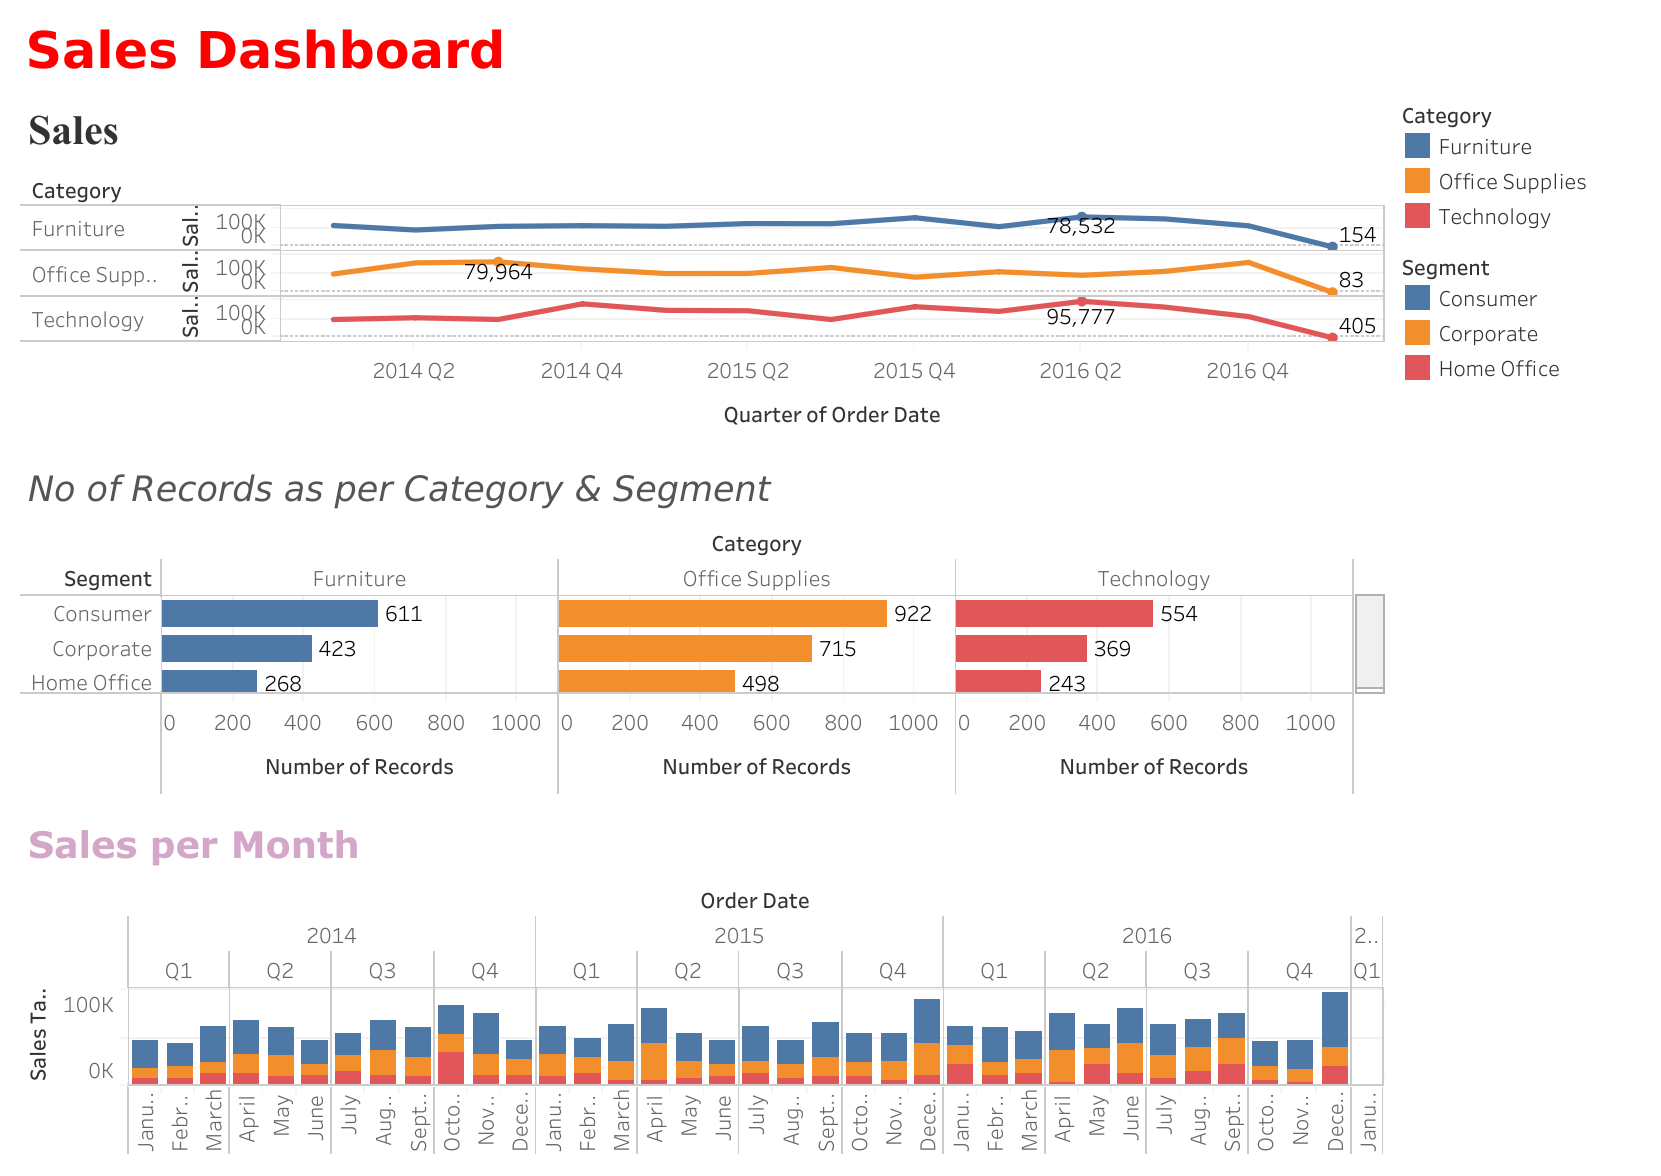 Sales Dashboard
Sales
Category
Furniture
Office Supplies
Technology
Segment
Consumer
Corporate
Home Office
Category
Furniture Sal.. 100K 0K 78,532 154
Office Supp.. Sal.. 100K 0K 79,964 83
Technology Sal.. 100K 0K 95,777 405
2014 Q2 2014 Q4 2015 Q2 2015 Q4 2016 Q2 2016 Q4
Quarter of Order Date
No of Records as per Category & Segment
Category
Segment Furniture Office Supplies Technology
Consumer 611 922 554
Corporate 423 715 369
Home Office 268 498 243
0 200 400 600 800 1000 0 200 400 600 800 1000 0 200 400 600 800 1000
Number of Records Number of Records Number of Records
Sales per Month
Order Date
2014 2015 2016 2..
Q1 Q2 Q3 Q4 Q1 Q2 Q3 Q4 Q1 Q2 Q3 Q4 Q1
Sales Ta..
100K
0K
Janu.. Febr.. March April May June July Aug.. Sept.. Octo.. Nov.. Dece.. Janu.. Febr.. March April May June July Aug.. Sept.. Octo.. Nov.. Dece.. Janu.. Febr.. March April May June July Aug.. Sept.. Octo.. Nov.. Dece.. Janu..